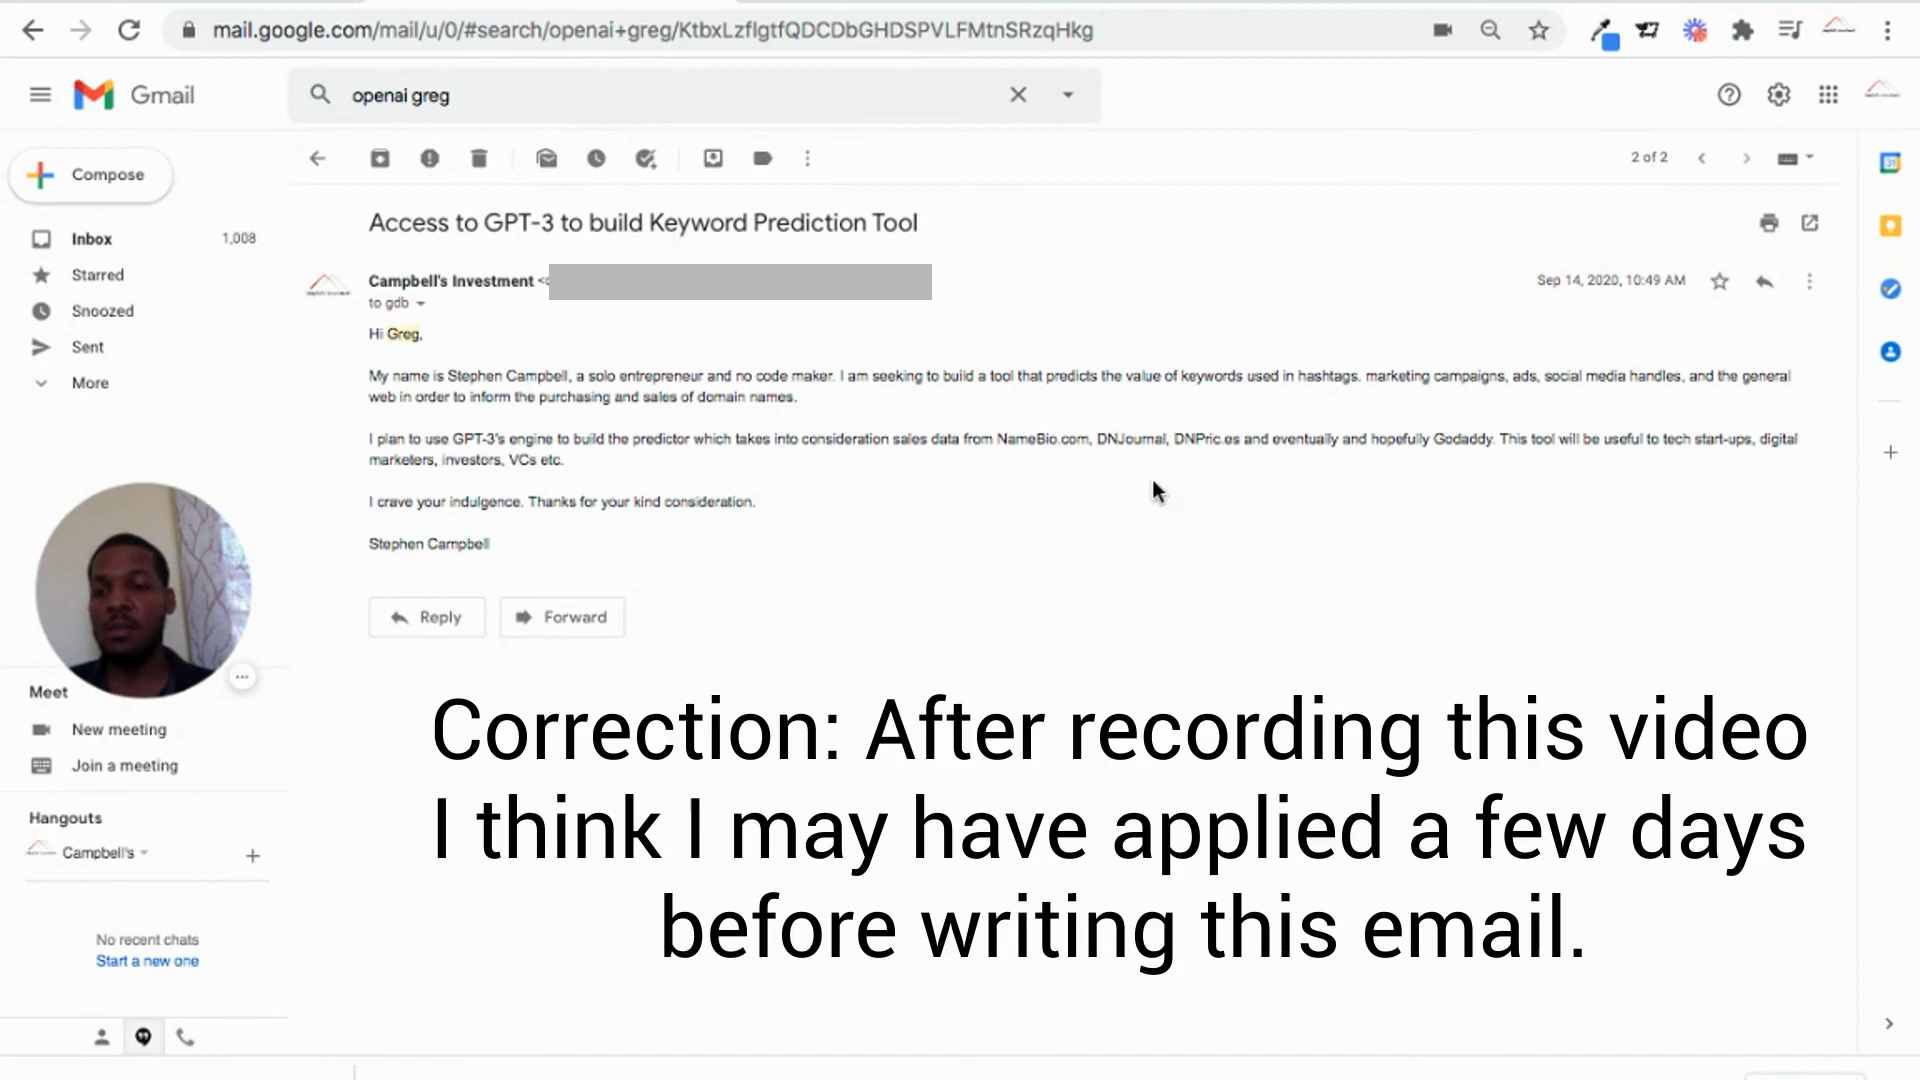 mail.google.com/mail/u/0/#search/openai+greg/KtbxLzflgtfQDCDbGHDSPVLFMtnSRzqHkg
Gmail
openai greg
Compose
2 of 2
Inbox 1,008
Starred
Snoozed
Sent
More
Access to GPT-3 to build Keyword Prediction Tool
Campbell's Investment <
Sep 14, 2020, 10:49 AM
to gdb
Hi Greg,
My name is Stephen Campbell, a solo entrepreneur and no code maker. I am seeking to build a tool that predicts the value of keywords used in hashtags. marketing campaigns, ads, social media handles, and the general
web in order to inform the purchasing and sales of domain names.
I plan to use GPT-3's engine to build the predictor which takes into consideration sales data from NameBio.com, DNJournal, DNPric.es and eventually and hopefully Godaddy. This tool will be useful to tech start-ups, digital
marketers, investors, VCs etc.
I crave your indulgence. Thanks for your kind consideration.
Stephen Campbell
Reply
Forward
Meet
New meeting
Join a meeting
Hangouts
Campbell's
No recent chats
Start a new one
Correction: After recording this video
I think I may have applied a few days
before writing this email.